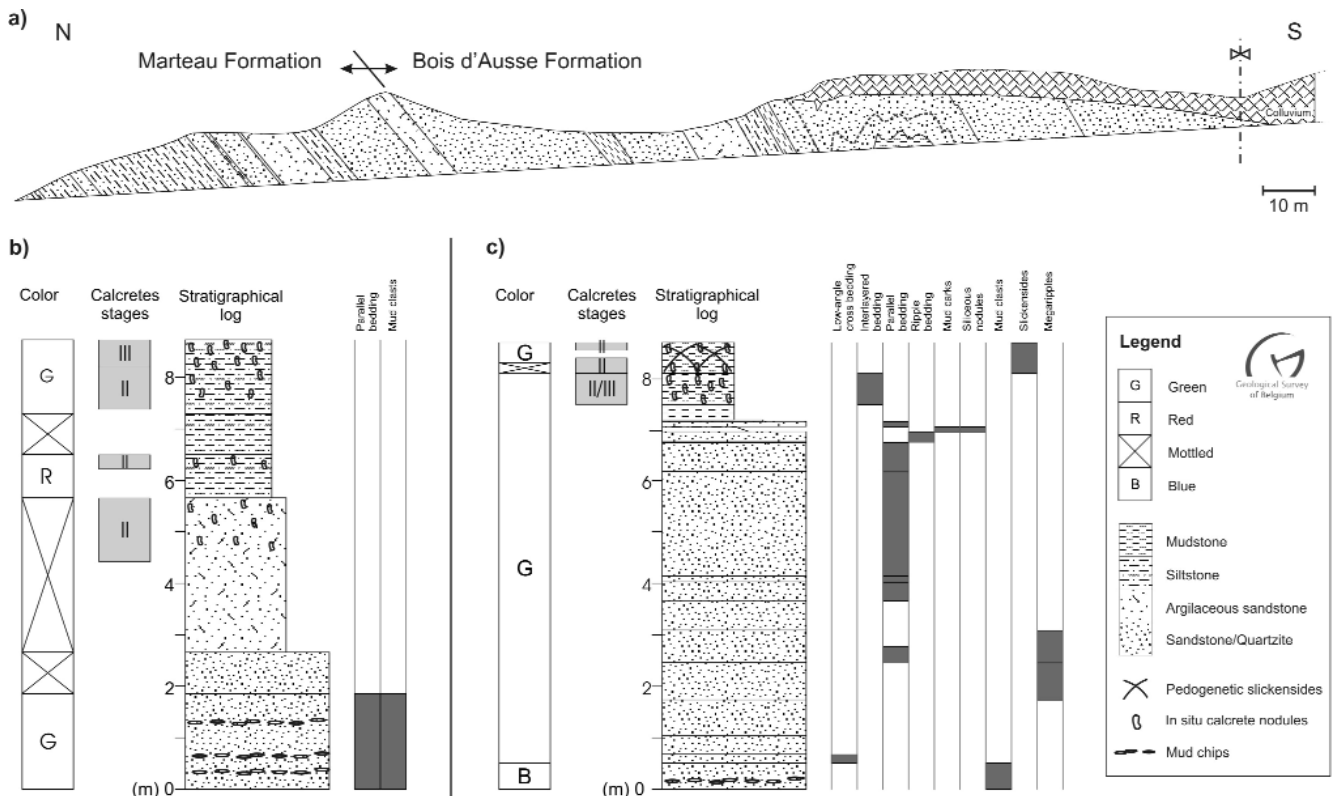 a)
N
S
Marteau Formation
Bois d'Ausse Formation
Colluvium
10 m
b)
Color
Calcretes
stages
Stratigraphical
log
Parallel
bedding
Mud clasts
G
R
G
III
II
II
II
8
6
4
2
(m) 0
c)
Color
Calcretes
stages
Stratigraphical
log
Low-angle
cross bedding
Interlayered
bedding
Parallel
bedding
Ripple
bedding
Mud carks
Siliceous
nodules
Mud clasts
Slickensides
Megaripples
G
G
B
II
II
II/III
8
6
4
2
(m) 0
Legend
Geological Survey
of Belgium
G Green
R Red
Mottled
B Blue
Mudstone
Siltstone
Argilaceous sandstone
Sandstone/Quartzite
Pedogenetic slickensides
In situ calcrete nodules
Mud chips